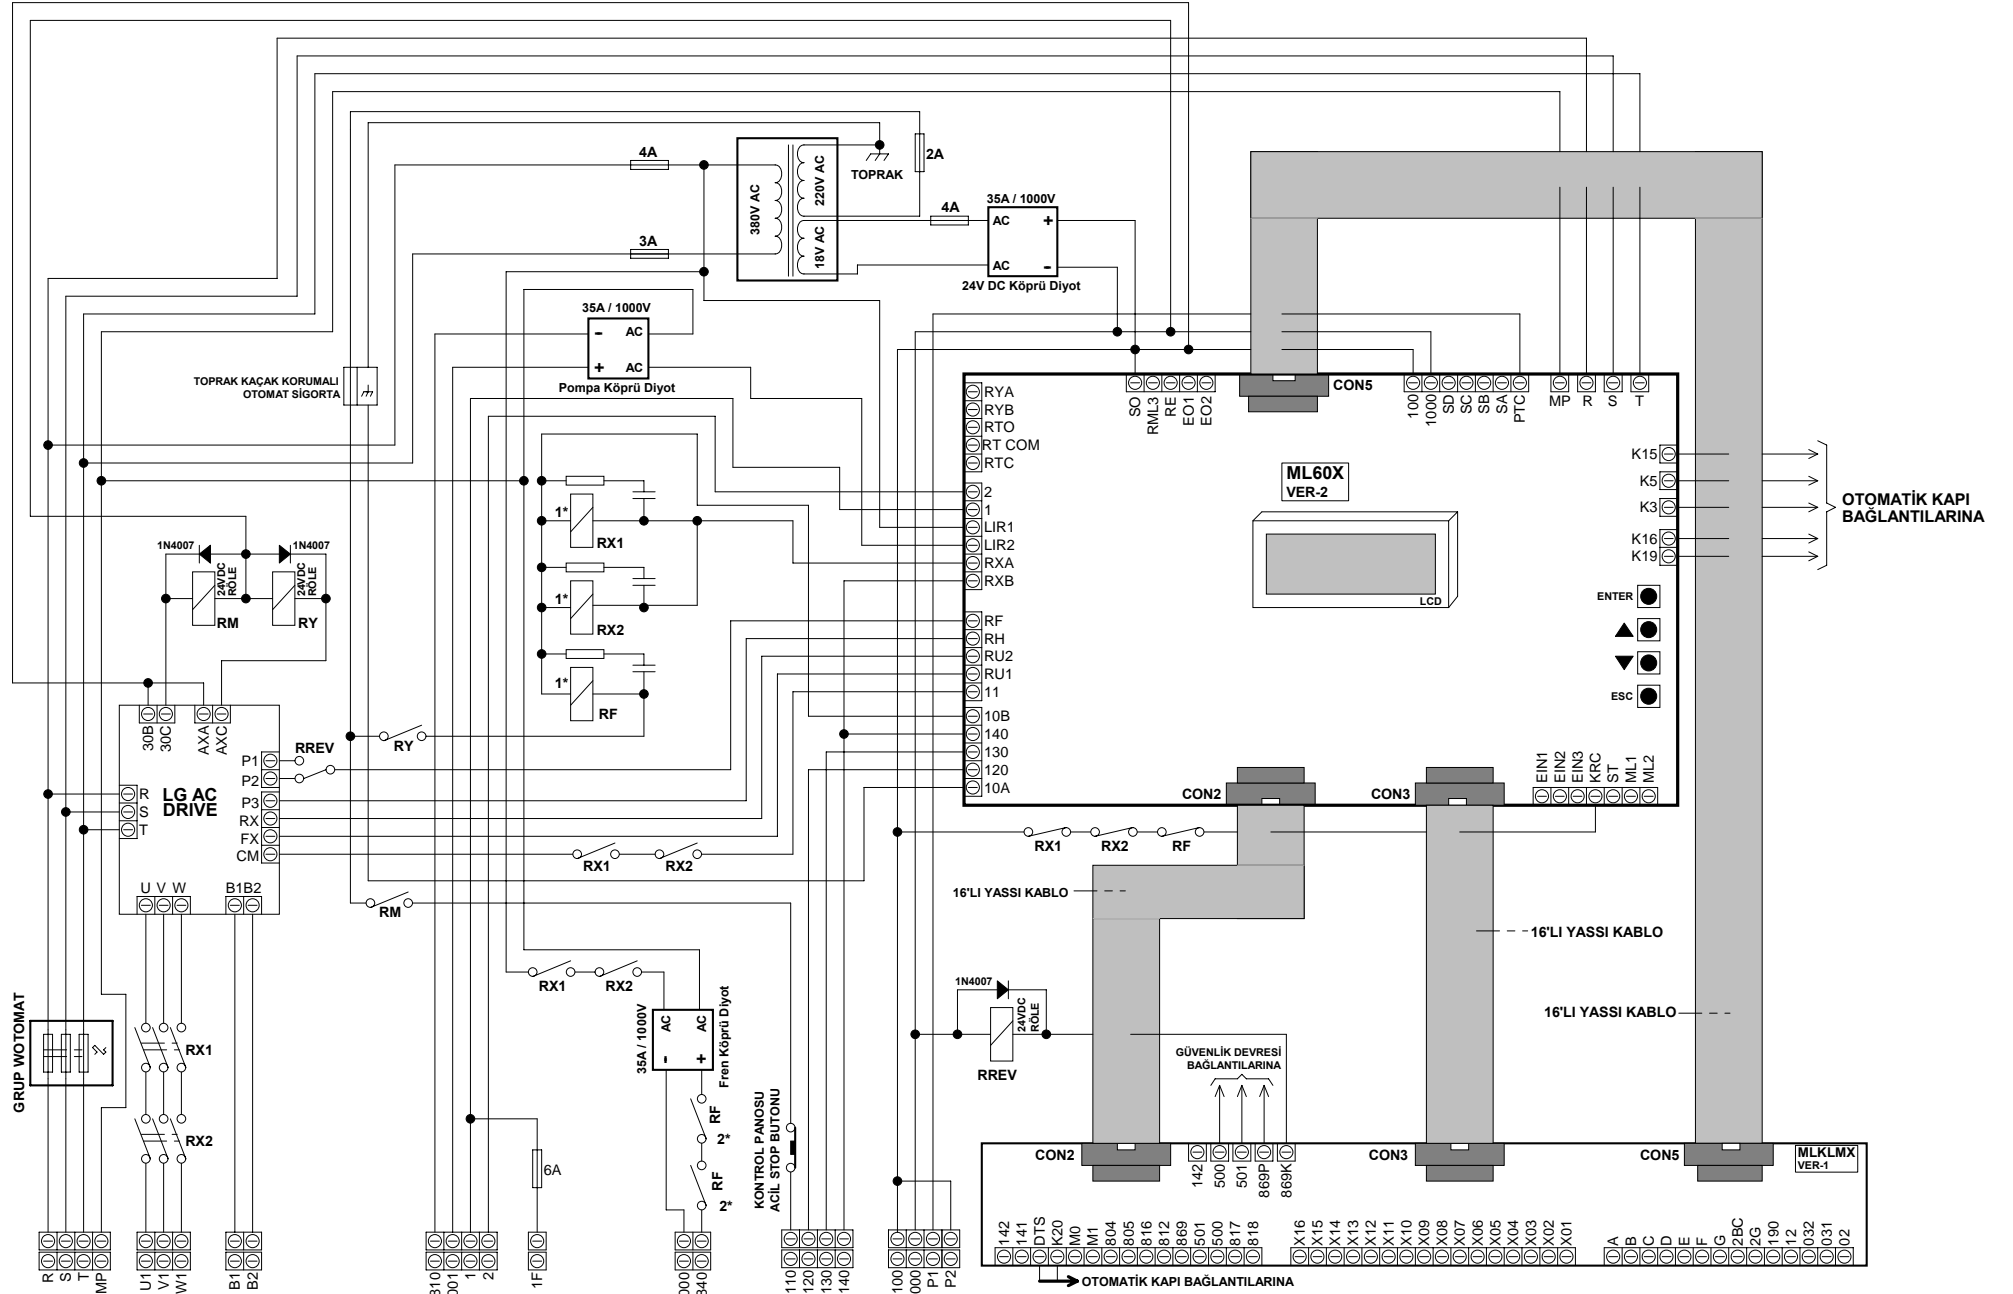 4A
3A
380V AC
220V AC
18V AC
TOPRAK
2A
4A
35A / 1000V
AC +
AC -
24V DC Köprü Diyot
35A / 1000V
- AC
+ AC
Pompa Köprü Diyot
TOPRAK KAÇAK KORUMALI
OTOMAT SİGORTA
1N4007
1N4007
24VDC
RÖLE
24VDC
RÖLE
RM
RY
1*
RX1
1*
RX2
1*
RF
RYA
RYB
RTO
RT COM
RTC
2
1
LIR1
LIR2
RXA
RXB
RF
RH
RU2
RU1
11
10B
140
130
120
10A
SO
RML3
RE
EO1
EO2
CON5
100
1000
SD
SC
SB
SA
PTC
MP
R
S
T
ML60X
VER-2
LCD
K15
K5
K3
K16
K19
OTOMATİK KAPI
BAĞLANTILARINA
ENTER
ESC
EIN1
EIN2
EIN3
KRC
ST
ML1
ML2
CON2
CON3
30B
30C
AXA
AXC
P1
P2
P3
RX
FX
CM
RREV
R
S
T
LG AC
DRIVE
U V W
B1B2
RY
RM
RX1
RX2
RX1
RX2
RF
16'LI YASSI KABLO
16'LI YASSI KABLO
16'LI YASSI KABLO
RX1
RX2
35A / 1000V
AC
AC
-
+
Fren Köprü Diyot
RF
2*
RF
2*
KONTROL PANOSU
ACİL STOP BUTONU
6A
GRUP WOTOMAT
RX1
RX2
1N4007
24VDC
RÖLE
RREV
GÜVENLİK DEVRESİ
BAĞLANTILARINA
CON2
142
500
501
869P
869K
CON3
CON5
MLKLMX
VER-1
142
141
DTS
K20
M0
M1
804
805
816
812
869
501
500
817
818
X16
X15
X14
X13
X12
X11
X10
X09
X08
X07
X06
X05
X04
X03
X02
X01
A
B
C
D
E
F
G
2BC
2G
190
12
032
031
02
OTOMATİK KAPI BAĞLANTILARINA
R
S
T
MP
U1
V1
W1
B1
B2
1
2
1F
110
120
130
140
100
P1
P2